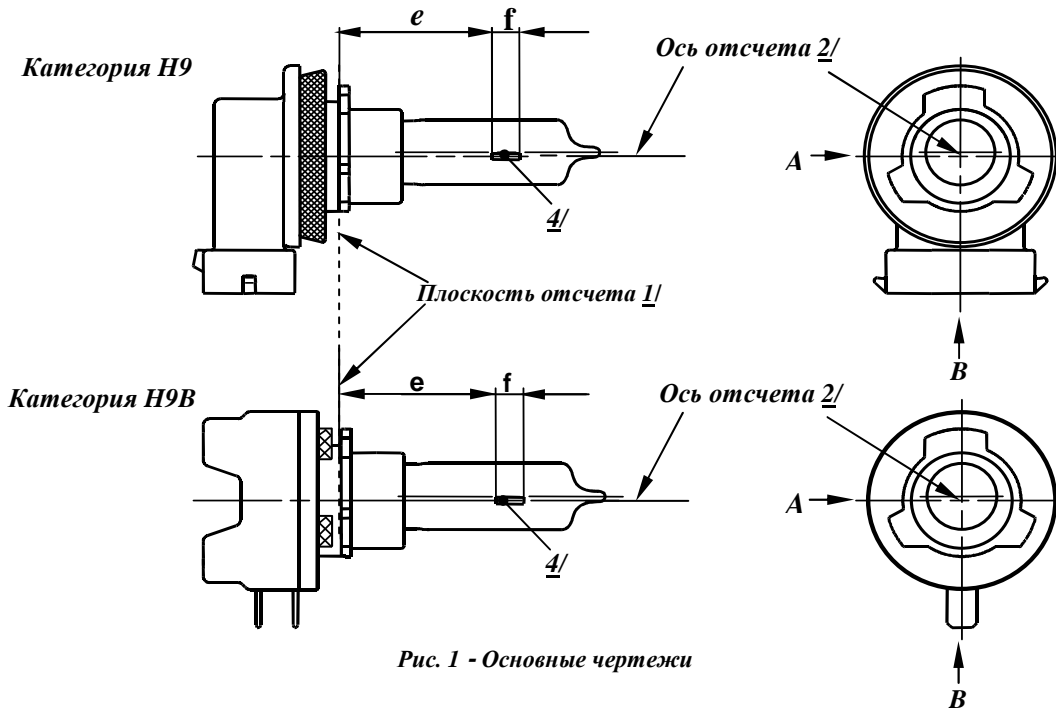 e f
Ось отсчета 2/
Категория H9
A
4/
Плоскость отсчета 1/
B
e f
Ось отсчета 2/
Категория H9B
A
4/
Рис. 1 - Основные чертежи
B